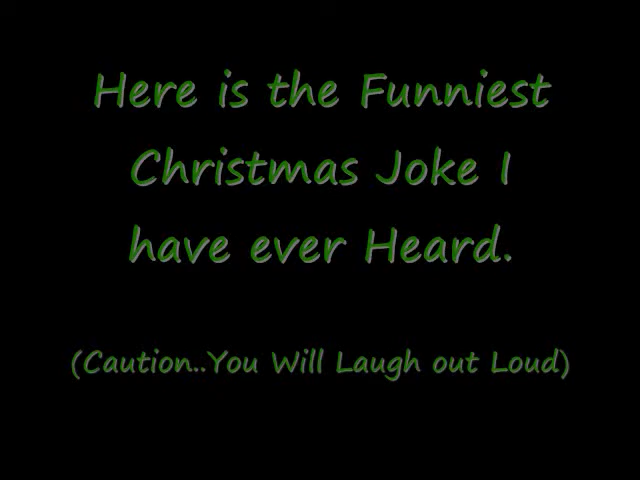 Here is the Funniest
Christmas Joke I
have ever Heard.
(Caution..You Will Laugh out Loud)